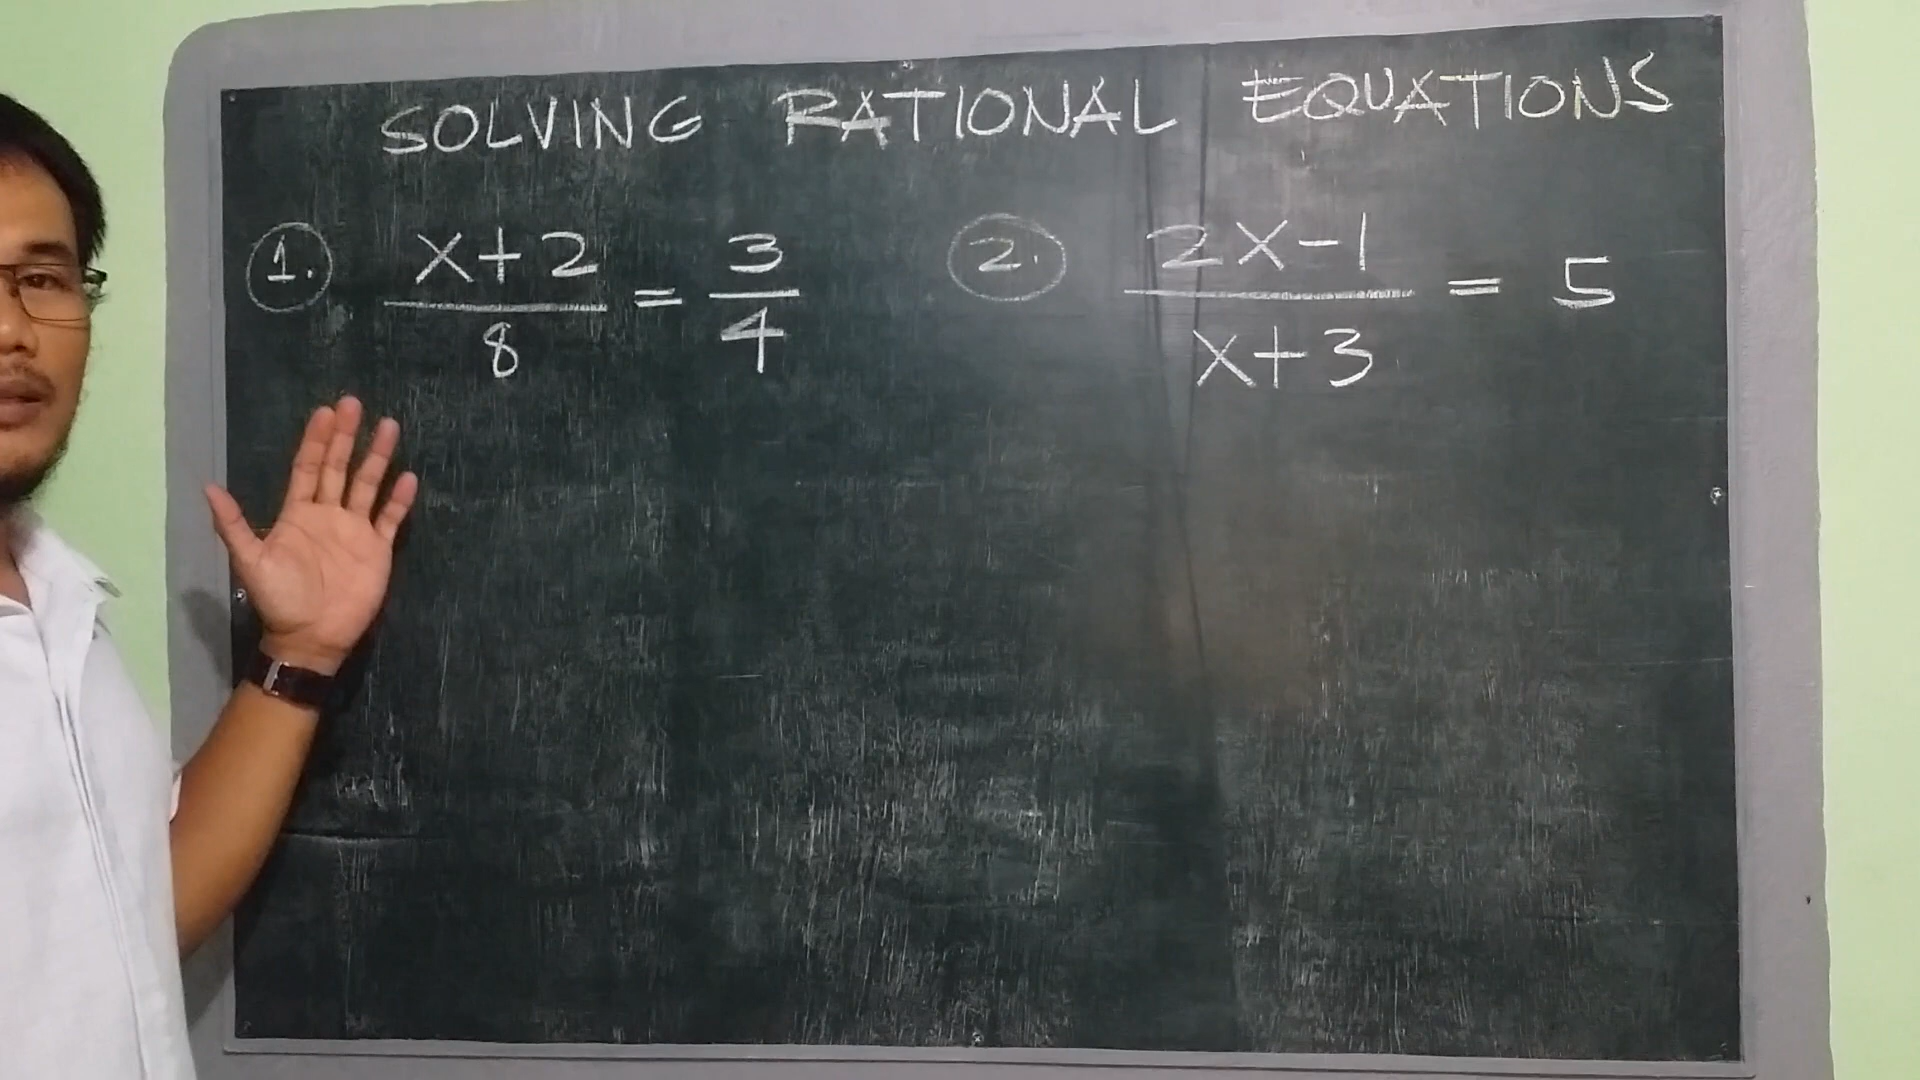 SOLVING RATIONAL EQUATIONS
1. x+2/8 = 3/4
2. 2x-1/x+3 = 5